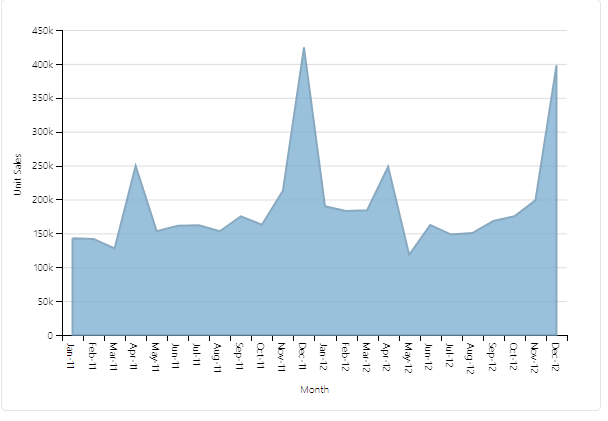 450k
400k
350k
300k
250k
200k
150k
100k
50k
0
Unit Sales
Jan-11
Feb-11
Mar-11
Apr-11
May-11
Jun-11
Jul-11
Aug-11
Sep-11
Oct-11
Nov-11
Dec-11
Jan-12
Feb-12
Mar-12
Apr-12
May-12
Jun-12
Jul-12
Aug-12
Sep-12
Oct-12
Nov-12
Dec-12
Month